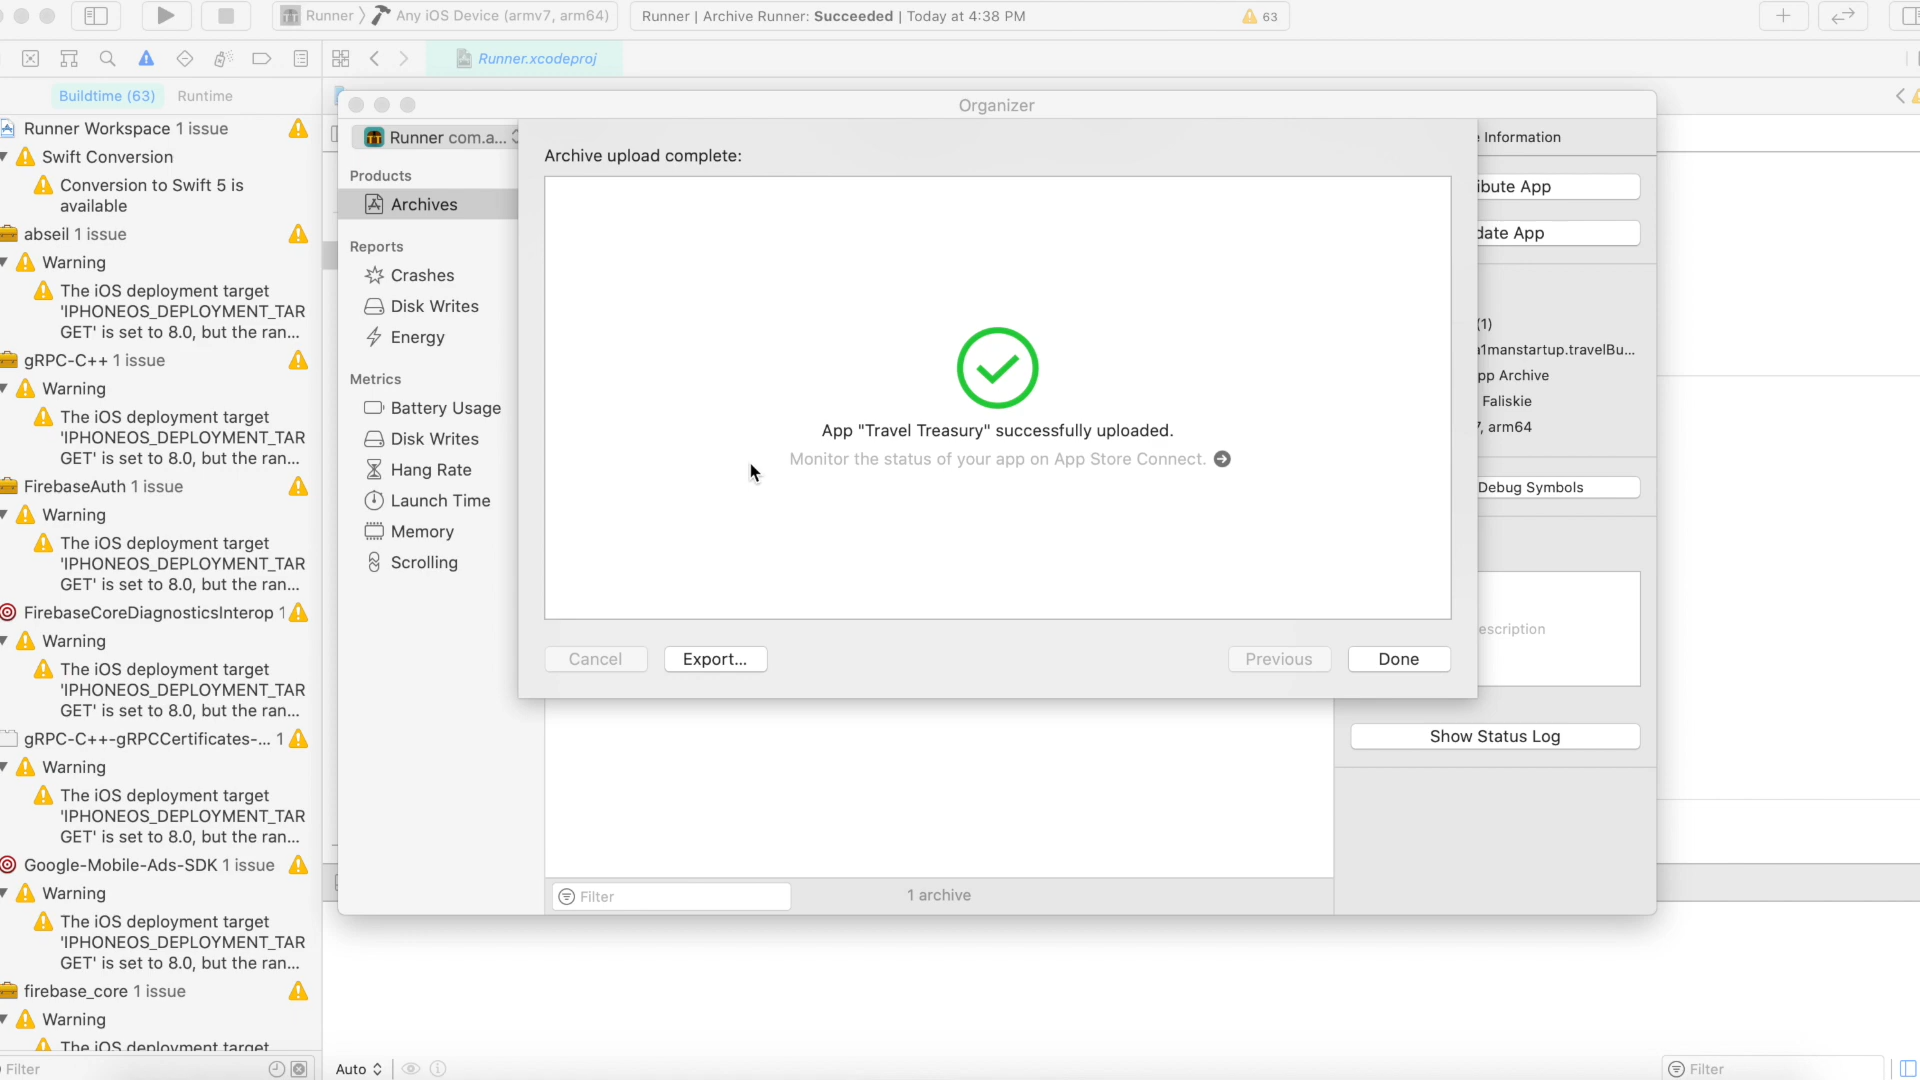 Runner
Any iOS Device (armv7, arm64)
Runner | Archive Runner: Succeeded | Today at 4:38 PM
63
Runner.xcodeproj
Buildtime (63)
Runtime
Runner Workspace 1 issue
Swift Conversion
Conversion to Swift 5 is
available
abseil 1 issue
Warning
The iOS deployment target
'IPHONEOS_DEPLOYMENT_TAR
GET' is set to 8.0, but the ran...
gRPC-C++ 1 issue
Warning
The iOS deployment target
'IPHONEOS_DEPLOYMENT_TAR
GET' is set to 8.0, but the ran...
FirebaseAuth 1 issue
Warning
The iOS deployment target
'IPHONEOS_DEPLOYMENT_TAR
GET' is set to 8.0, but the ran...
FirebaseCoreDiagnosticsInterop 1
Warning
The iOS deployment target
'IPHONEOS_DEPLOYMENT_TAR
GET' is set to 8.0, but the ran...
gRPC-C++-gRPCCertificates-... 1
Warning
The iOS deployment target
'IPHONEOS_DEPLOYMENT_TAR
GET' is set to 8.0, but the ran...
Google-Mobile-Ads-SDK 1 issue
Warning
The iOS deployment target
'IPHONEOS_DEPLOYMENT_TAR
GET' is set to 8.0, but the ran...
firebase_core 1 issue
Warning
The iOS deployment target
Filter
Organizer
Runner com.a...
Products
Archives
Reports
Crashes
Disk Writes
Energy
Metrics
Battery Usage
Disk Writes
Hang Rate
Launch Time
Memory
Scrolling
Archive upload complete:
App "Travel Treasury" successfully uploaded.
Monitor the status of your app on App Store Connect.
Cancel
Export...
Previous
Done
Information
ibute App
date App
(1)
a1manstartup.travelBu...
pp Archive
Faliskie
7, arm64
Debug Symbols
escription
Show Status Log
Filter
1 archive
Auto
Filter